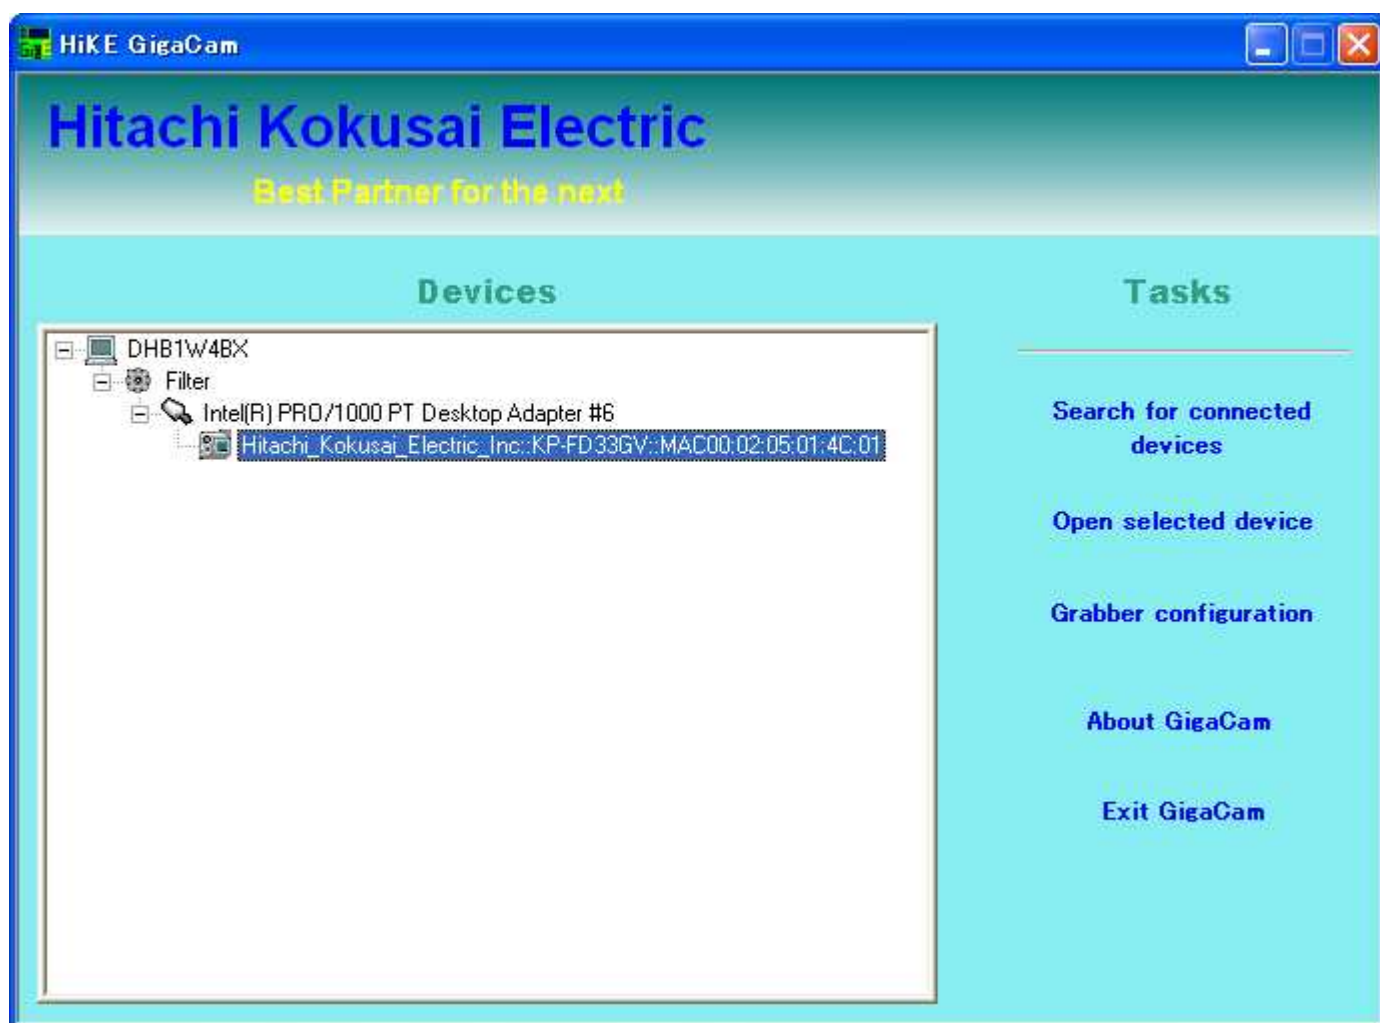 HiKE GigaCam
Hitachi Kokusai Electric
Best Partner for the next
Devices
DHB1W4BX
Filter
Intel(R) PRO/1000 PT Desktop Adapter #6
Hitachi_Kokusai_Electric_Inc::KP-FD33GV::MAC00:02:05:01:4C:01
Tasks
Search for connected
devices
Open selected device
Grabber configuration
About GigaCam
Exit GigaCam